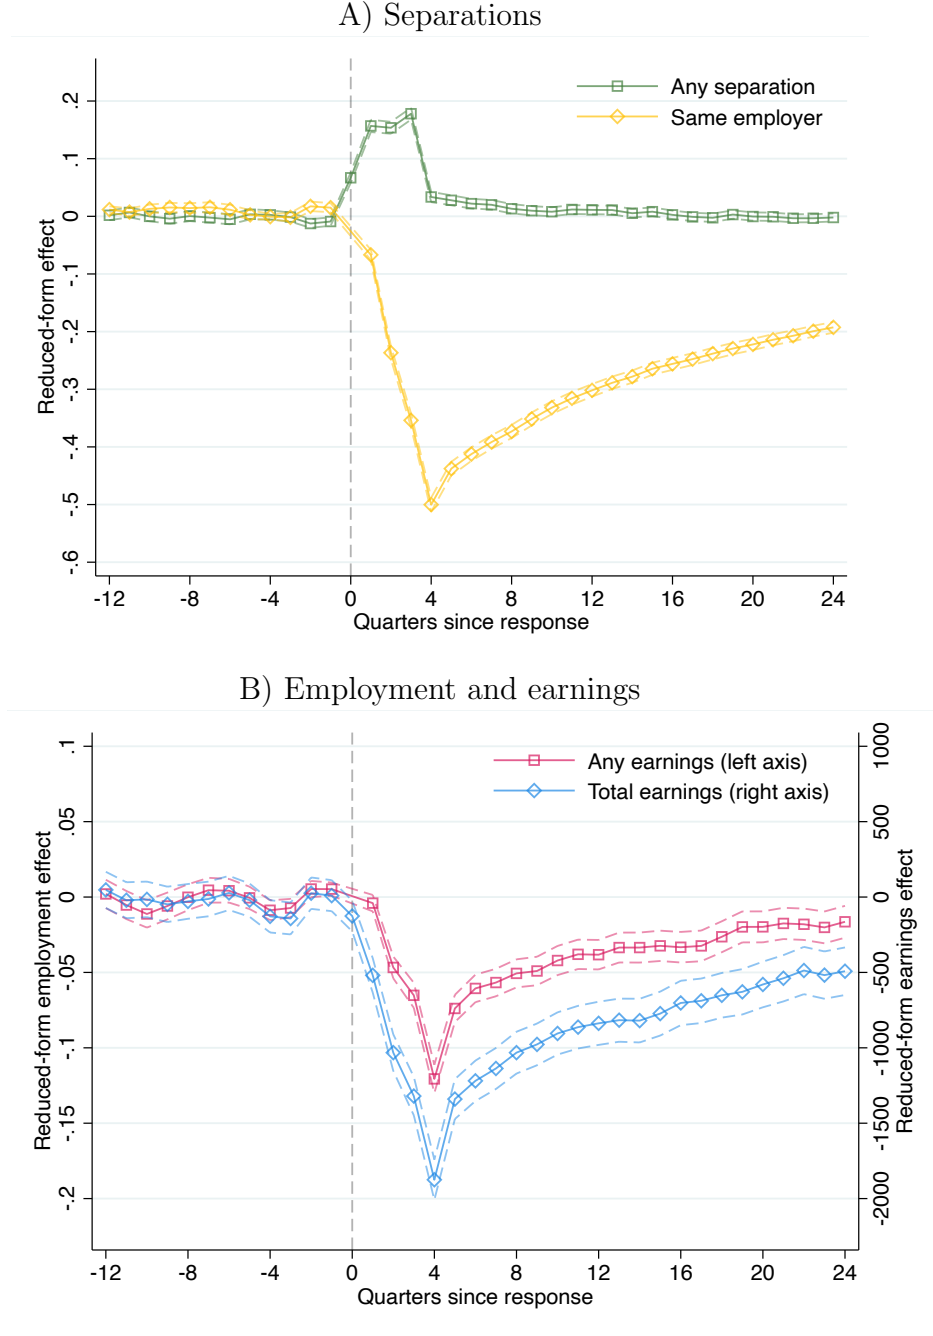 A) Separations
Any separation
Same employer
Reduced-form effect
.2
.1
0
-.1
-.2
-.3
-.4
-.5
-.6
-12 -8 -4 0 4 8 12 16 20 24
Quarters since response
B) Employment and earnings
Any earnings (left axis)
Total earnings (right axis)
Reduced-form employment effect
.1
.05
0
-.05
-.1
-.15
-.2
1000
500
0
-500
-1000
-1500
-2000
Reduced-form earnings effect
-12 -8 -4 0 4 8 12 16 20 24
Quarters since response